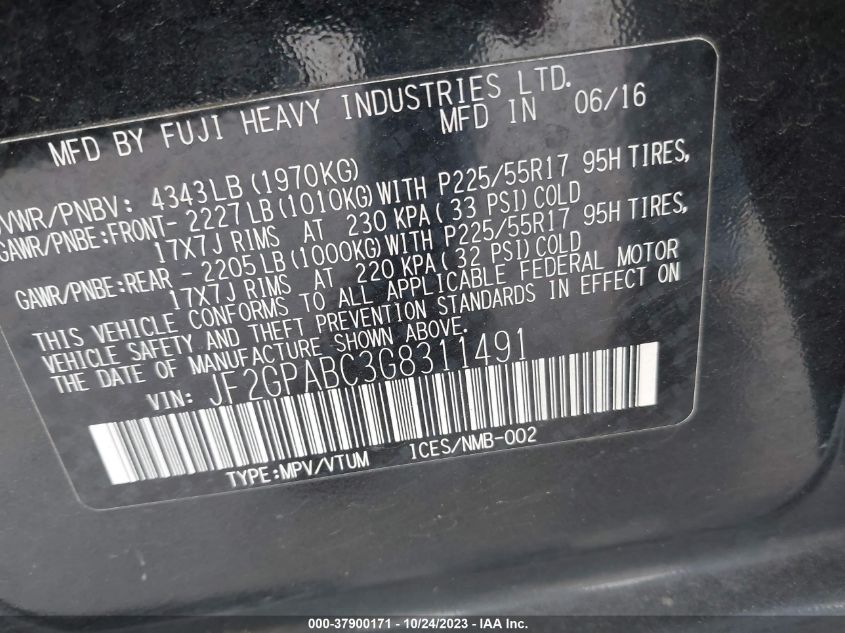 MFD BY FUJI HEAVY INDUSTRIES LTD.
MFD IN 06/16
VWR/PNBV: 4343LB (1970KG)
GAWR/PNBE:FRONT- 2227LB (1010KG) WITH P225/55R17 95H TIRES,
17X7J RIMS AT 230 KPA (33 PSI) COLD
GAWR/PNBE:REAR - 2205 LB (1000KG) WITH P225/55R17 95H TIRES,
17X7J RIMS AT 220 KPA (32 PSI) COLD
THIS VEHICLE CONFORMS TO ALL APPLICABLE FEDERAL MOTOR
VEHICLE SAFETY AND THEFT PREVENTION STANDARDS IN EFFECT ON
THE DATE OF MANUFACTURE SHOWN ABOVE.
VIN: JF2GPABC3G8311491
TYPE:MPV/VTUM ICES/NMB-002
000-37900171 - 10/24/2023 - IAA Inc.